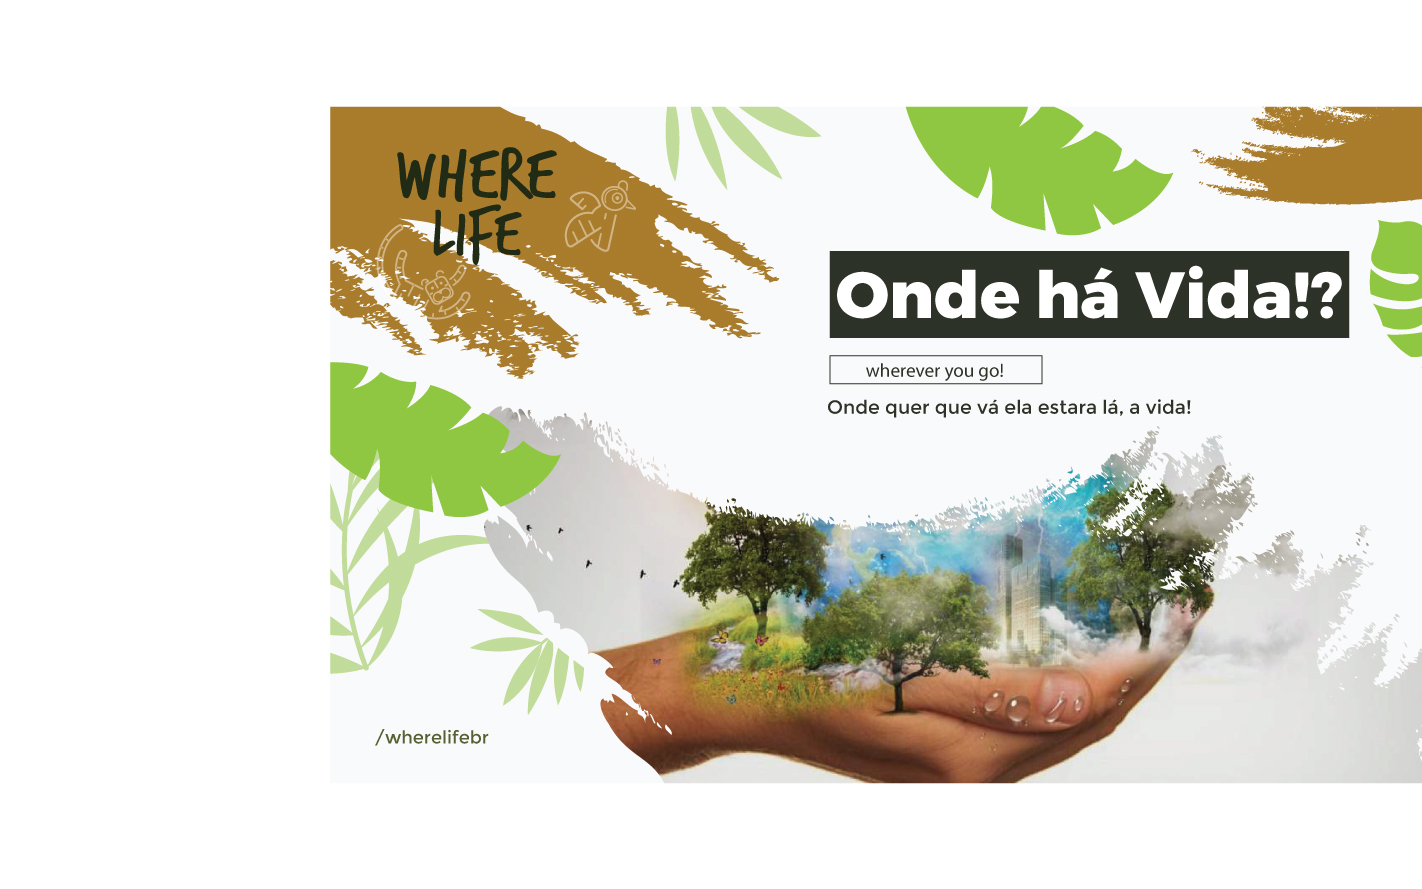 WHERE
LIFE
Onde há Vida!?
wherever you go!
Onde quer que vá ela estara lá, a vida!
/wherelifebr